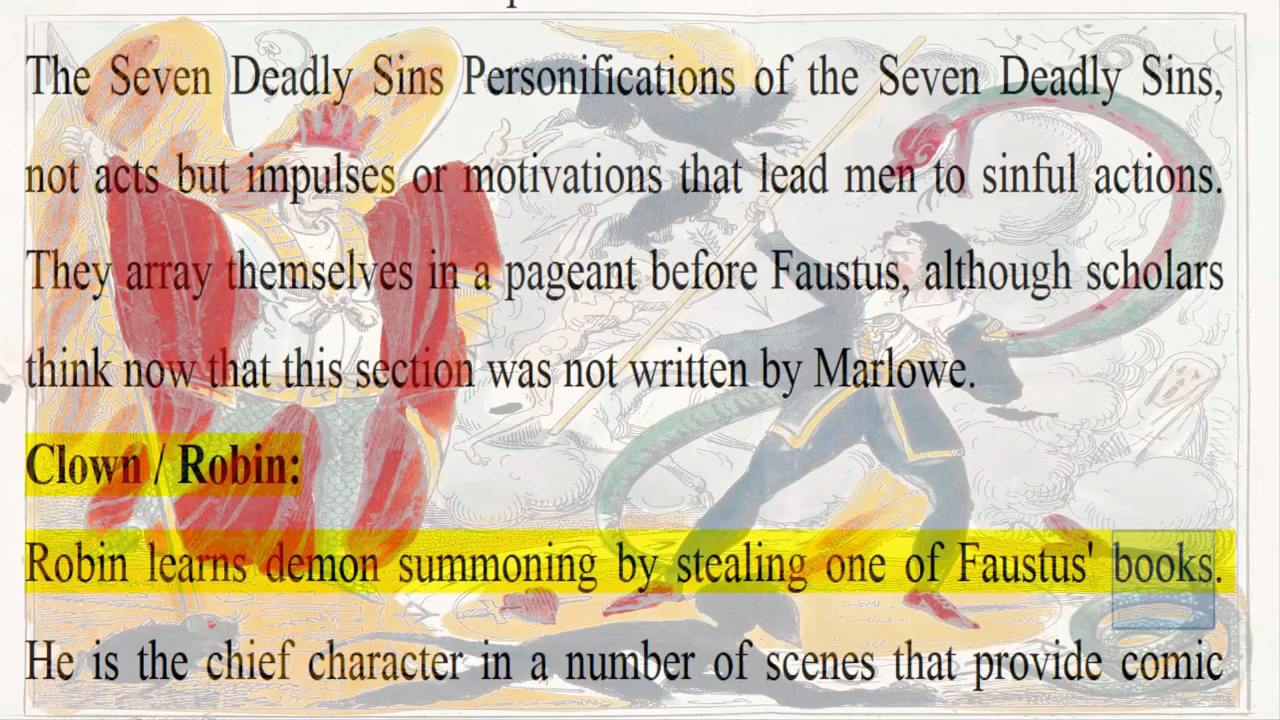 The Seven Deadly Sins Personifications of the Seven Deadly Sins,
not acts but impulses or motivations that lead men to sinful actions.
They array themselves in a pageant before Faustus, although scholars
think now that this section was not written by Marlowe.
Clown / Robin:
Robin learns demon summoning by stealing one of Faustus' books.
He is the chief character in a number of scenes that provide comic